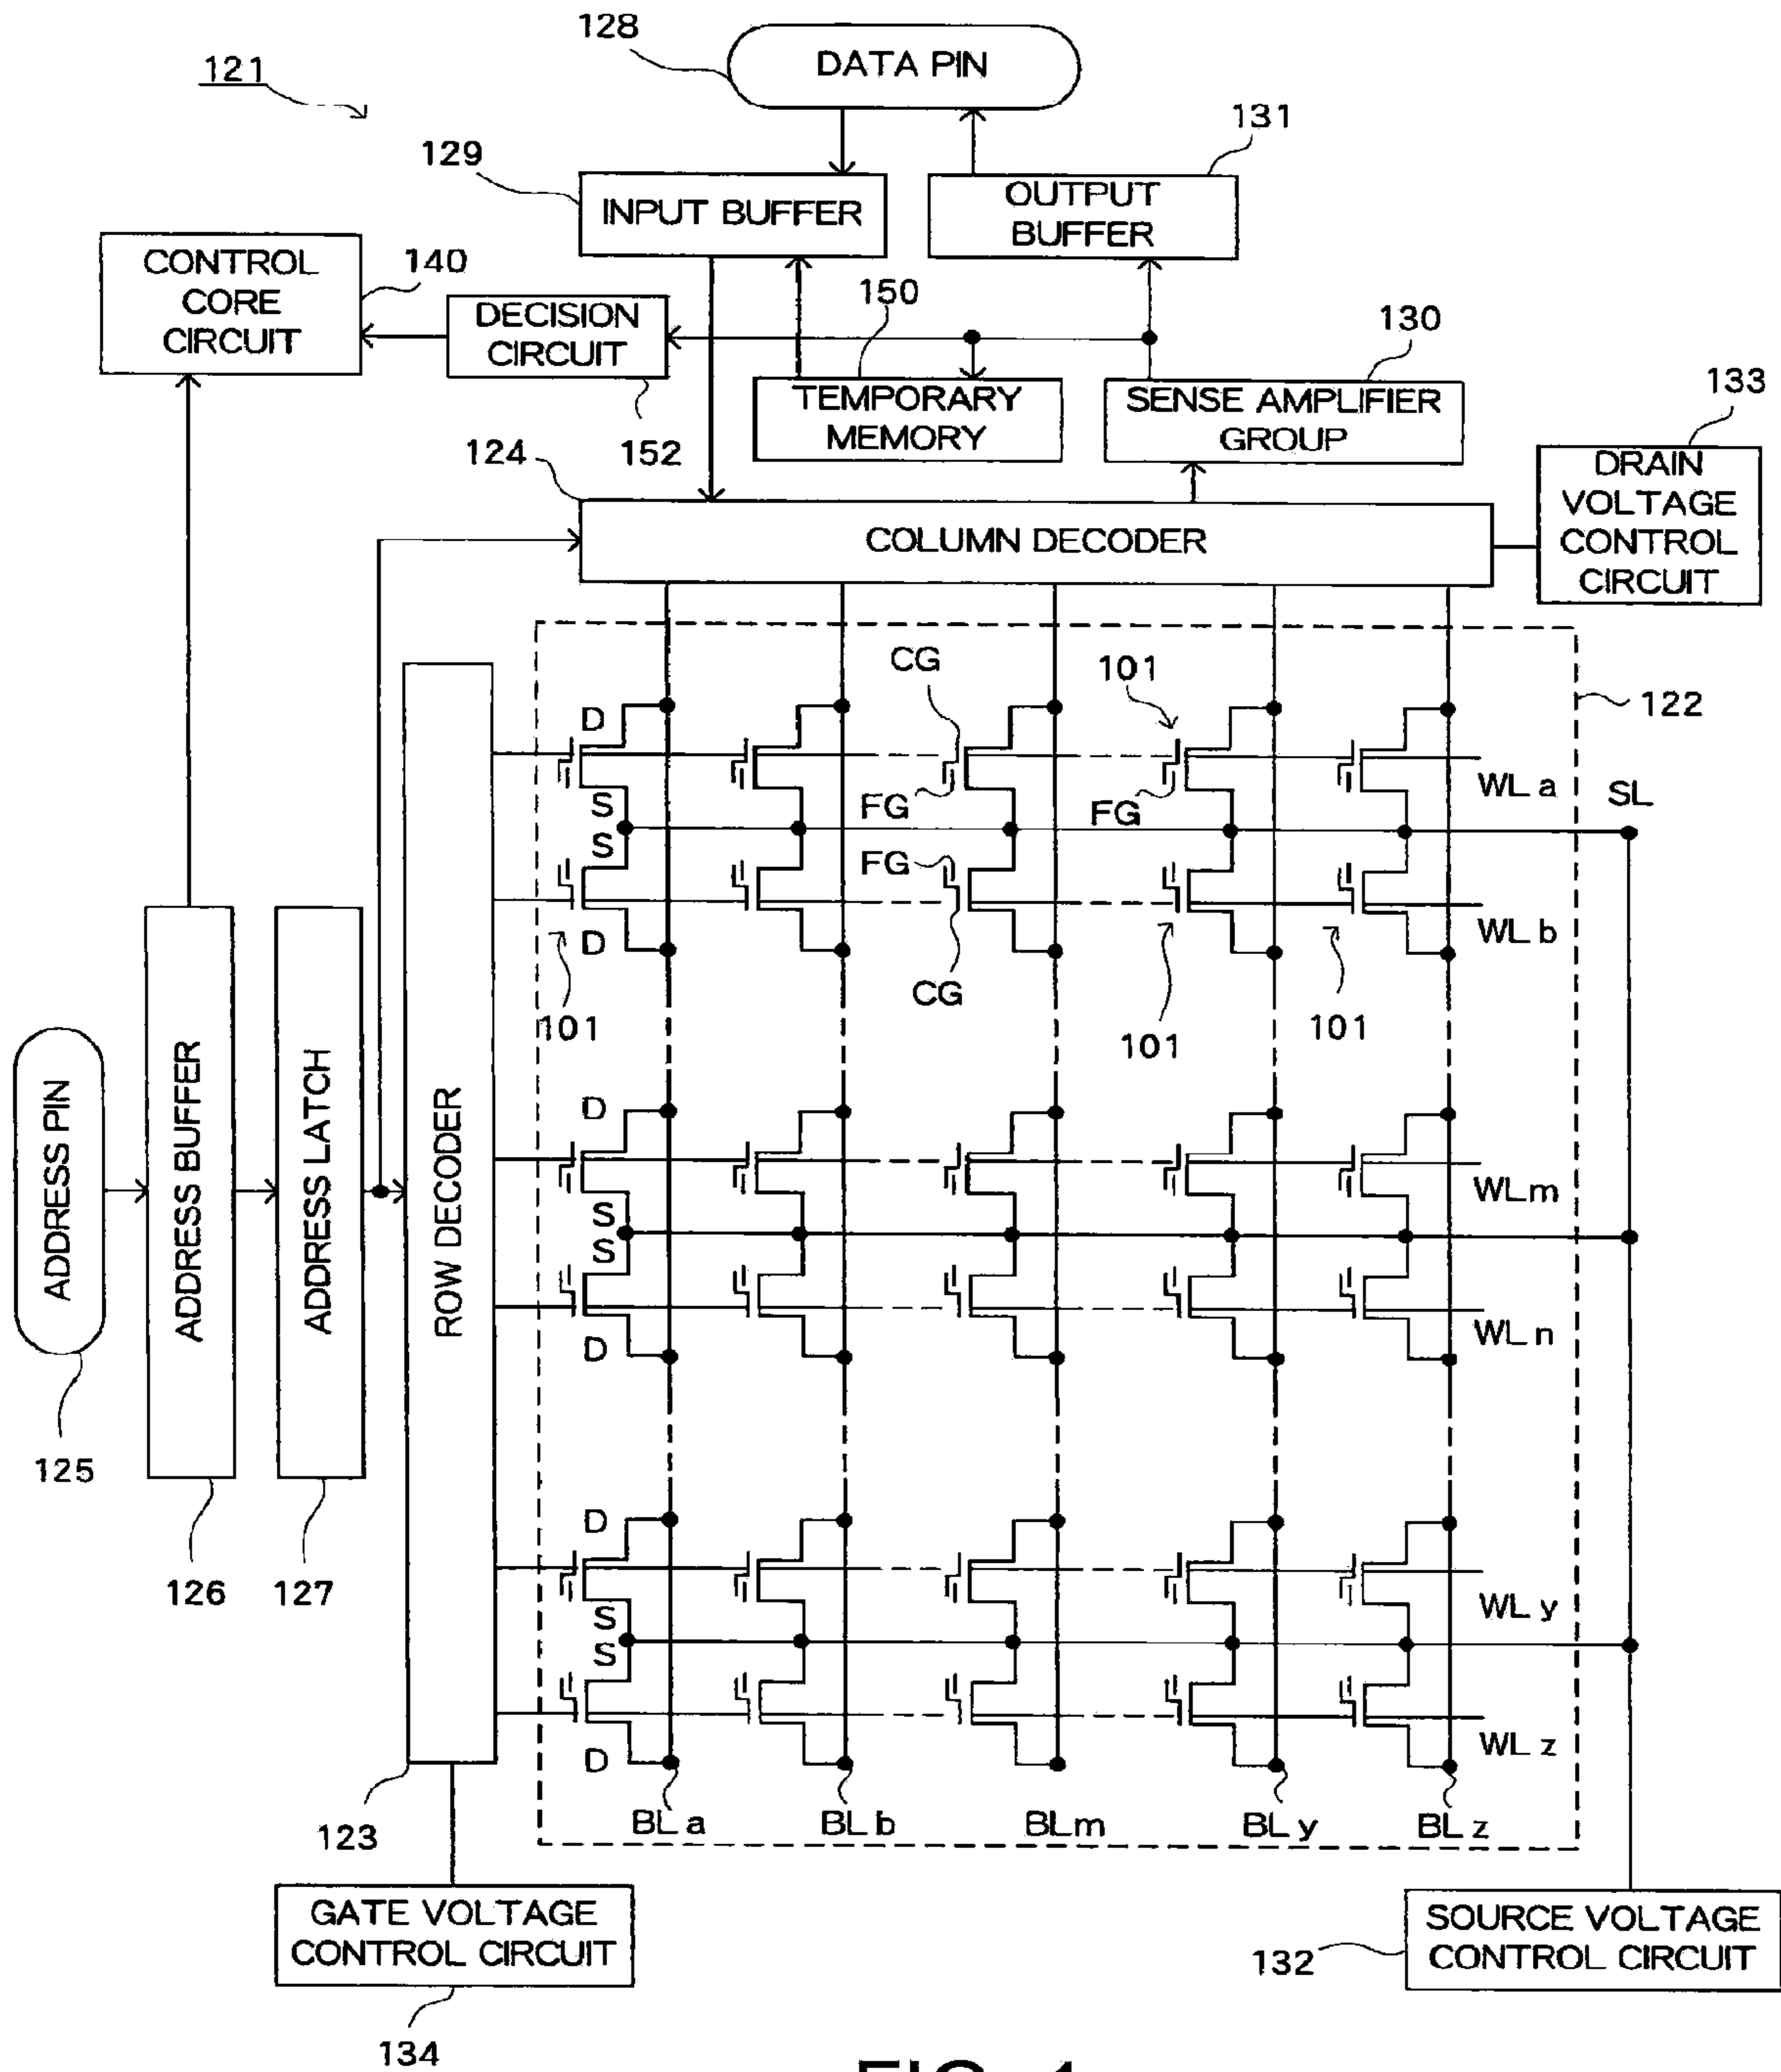 128
DATA PIN
121
131
129
INPUT BUFFER
OUTPUT
BUFFER
CONTROL
CORE
CIRCUIT
140
DECISION
CIRCUIT
150
130
133
TEMPORARY
MEMORY
SENSE AMPLIFIER
GROUP
152
124
DRAIN
VOLTAGE
CONTROL
CIRCUIT
COLUMN DECODER
CG
101
122
D
WL a
SL
S
FG
FG
S
FG
WL b
D
CG
101
101
101
ADDRESS PIN
ADDRESS BUFFER
ADDRESS LATCH
ROW DECODER
D
WLm
S
S
WL n
D
125
D
126
127
WL y
S
S
WL z
D
123
BL a
BL b
BLm
BL y
BL z
GATE VOLTAGE
CONTROL CIRCUIT
SOURCE VOLTAGE
CONTROL CIRCUIT
132
134